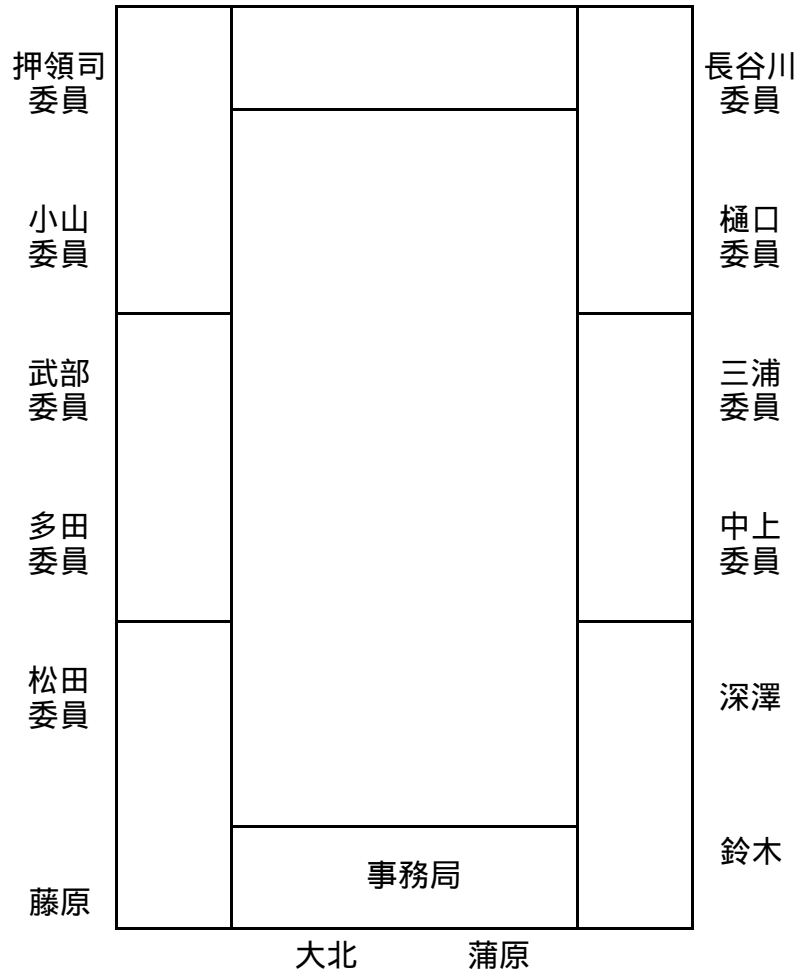 押領司
委員
長谷川
委員
小山
委員
樋口
委員
武部
委員
三浦
委員
多田
委員
中上
委員
松田
委員
深澤
鈴木
事務局
藤原
大北
蒲原